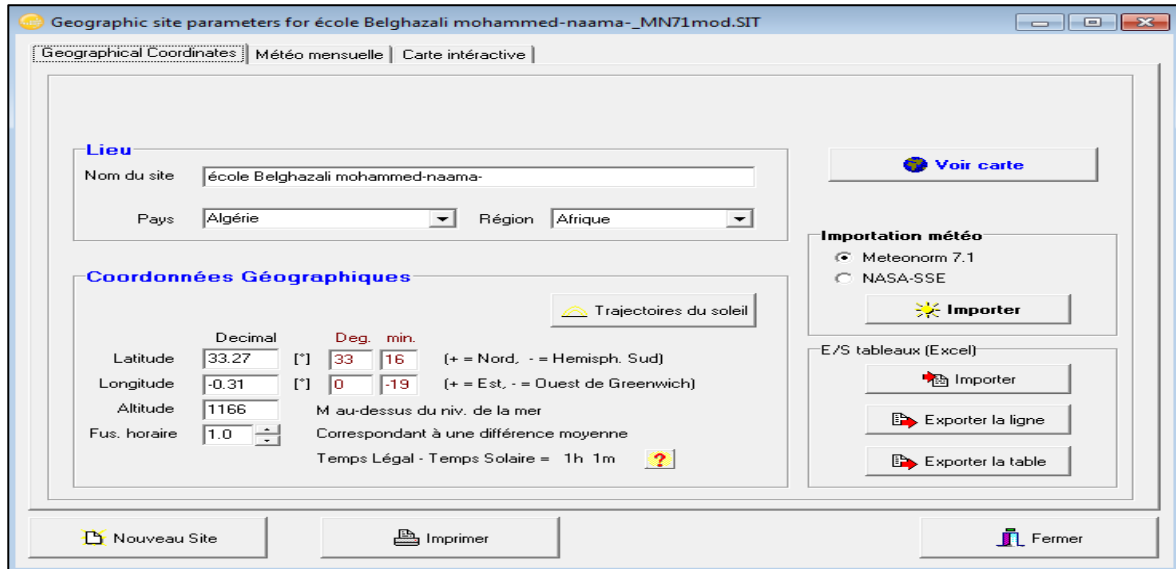 Geographic site parameters for école Belghazali mohammed-naama-_MN71mod.SIT
Geographical Coordinates Météo mensuelle Carte intéractive
Lieu
Nom du site école Belghazali mohammed-naama-
Pays Algérie Région Afrique
Voir carte
Importation météo
Meteonorm 7.1
NASA-SSE
Importer
Coordonnées Géographiques
Trajectoires du soleil
Decimal Deg. min.
Latitude 33.27 [°] 33 16 (+ = Nord, - = Hemisph. Sud)
Longitude -0.31 [°] 0 -19 (+ = Est, - = Ouest de Greenwich)
Altitude 1166 M au-dessus du niv. de la mer
Fus. horaire 1.0 Correspondant à une différence moyenne
Temps Légal - Temps Solaire = 1h 1m ?
E/S tableaux (Excel)
Importer
Exporter la ligne
Exporter la table
Nouveau Site Imprimer Fermer